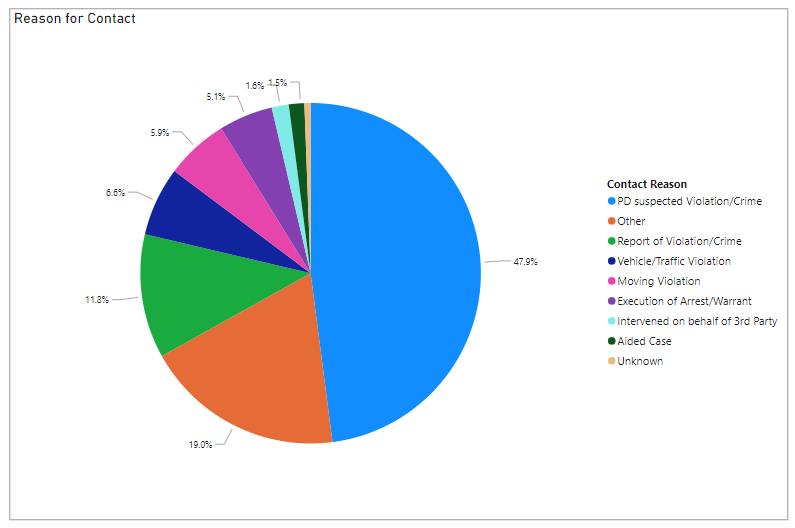 Reason for Contact
1.6%
1.5%
5.1%
5.9%
6.6%
11.8%
19.0%
47.9%
Contact Reason
PD suspected Violation/Crime
Other
Report of Violation/Crime
Vehicle/Traffic Violation
Moving Violation
Execution of Arrest/Warrant
Intervened on behalf of 3rd Party
Aided Case
Unknown